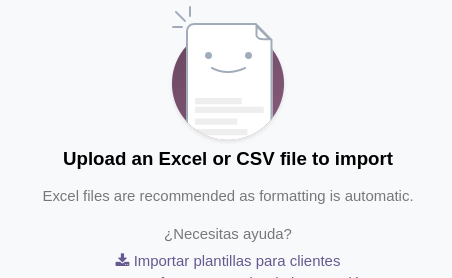 Upload an Excel or CSV file to import
Excel files are recommended as formatting is automatic.
¿Necesitas ayuda?
Importar plantillas para clientes